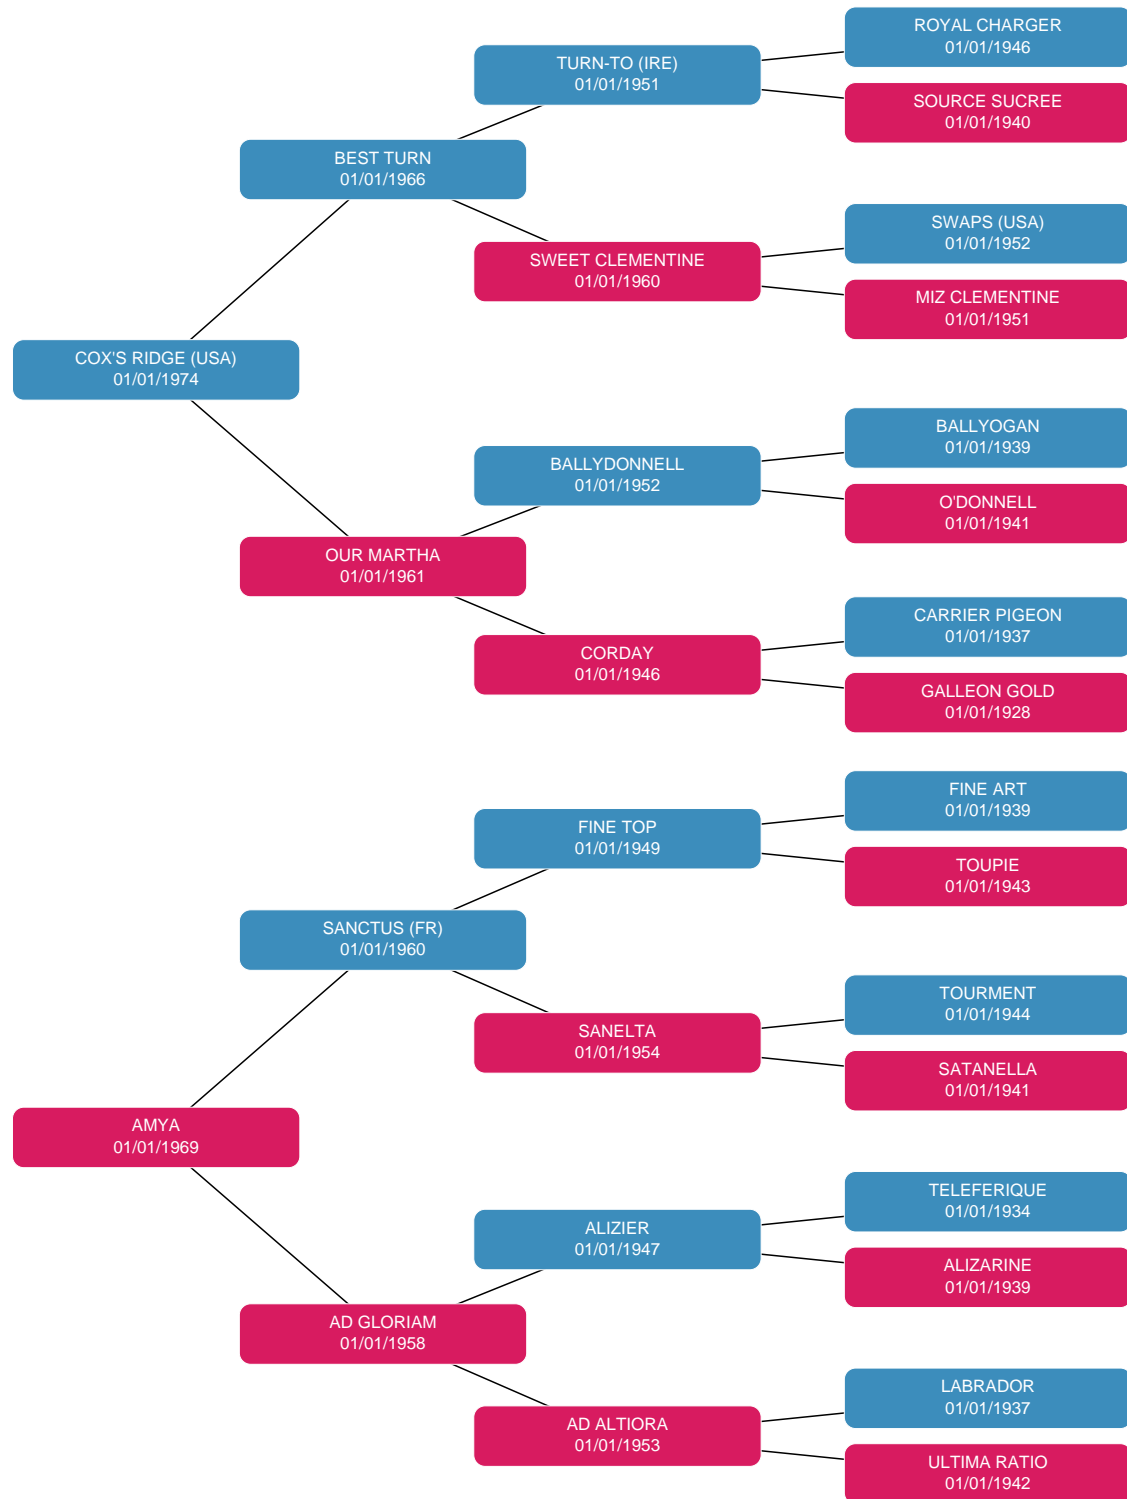 ROYAL CHARGER
01/01/1946
TURN-TO (IRE)
01/01/1951
SOURCE SUCREE
01/01/1940
BEST TURN
01/01/1966
SWAPS (USA)
01/01/1952
SWEET CLEMENTINE
01/01/1960
MIZ CLEMENTINE
01/01/1951
COX'S RIDGE (USA)
01/01/1974
BALLYOGAN
01/01/1939
BALLYDONNELL
01/01/1952
O'DONNELL
01/01/1941
OUR MARTHA
01/01/1961
CARRIER PIGEON
01/01/1937
CORDAY
01/01/1946
GALLEON GOLD
01/01/1928
FINE ART
01/01/1939
FINE TOP
01/01/1949
TOUPIE
01/01/1943
SANCTUS (FR)
01/01/1960
TOURMENT
01/01/1944
SANELTA
01/01/1954
SATANELLA
01/01/1941
AMYA
01/01/1969
TELEFERIQUE
01/01/1934
ALIZIER
01/01/1947
ALIZARINE
01/01/1939
AD GLORIAM
01/01/1958
LABRADOR
01/01/1937
AD ALTIORA
01/01/1953
ULTIMA RATIO
01/01/1942